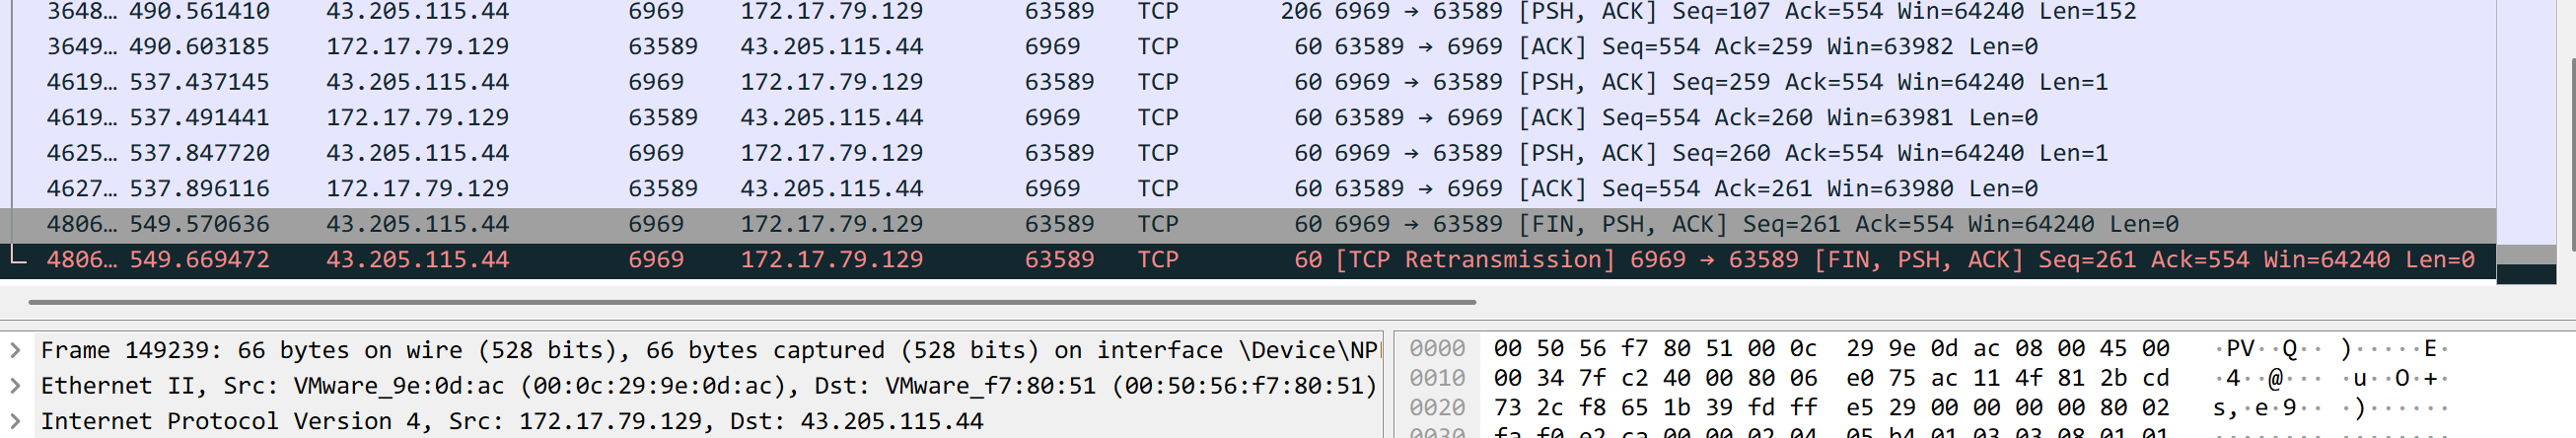 3648… 490.561410 43.205.115.44 6969 172.17.79.129 63589 TCP 206 6969 → 63589 [PSH, ACK] Seq=107 Ack=554 Win=64240 Len=152
3649… 490.603185 172.17.79.129 63589 43.205.115.44 6969 TCP 60 63589 → 6969 [ACK] Seq=554 Ack=259 Win=63982 Len=0
4619… 537.437145 43.205.115.44 6969 172.17.79.129 63589 TCP 60 6969 → 63589 [PSH, ACK] Seq=259 Ack=554 Win=64240 Len=1
4619… 537.491441 172.17.79.129 63589 43.205.115.44 6969 TCP 60 63589 → 6969 [ACK] Seq=554 Ack=260 Win=63981 Len=0
4625… 537.847720 43.205.115.44 6969 172.17.79.129 63589 TCP 60 6969 → 63589 [PSH, ACK] Seq=260 Ack=554 Win=64240 Len=1
4627… 537.896116 172.17.79.129 63589 43.205.115.44 6969 TCP 60 63589 → 6969 [ACK] Seq=554 Ack=261 Win=63980 Len=0
4806… 549.570636 43.205.115.44 6969 172.17.79.129 63589 TCP 60 6969 → 63589 [FIN, PSH, ACK] Seq=261 Ack=554 Win=64240 Len=0
4806… 549.669472 43.205.115.44 6969 172.17.79.129 63589 TCP 60 [TCP Retransmission] 6969 → 63589 [FIN, PSH, ACK] Seq=261 Ack=554 Win=64240 Len=0
Frame 149239: 66 bytes on wire (528 bits), 66 bytes captured (528 bits) on interface \Device\NP
Ethernet II, Src: VMware_9e:0d:ac (00:0c:29:9e:0d:ac), Dst: VMware_f7:80:51 (00:50:56:f7:80:51)
Internet Protocol Version 4, Src: 172.17.79.129, Dst: 43.205.115.44
0000 00 50 56 f7 80 51 00 0c 29 9e 0d ac 08 00 45 00 ·PV··Q·· )·····E·
0010 00 34 7f c2 40 00 80 06 e0 75 ac 11 4f 81 2b cd ·4··@··· ·u··O·+·
0020 73 2c f8 65 1b 39 fd ff e5 29 00 00 00 00 80 02 s,·e·9·· ·)······
0030 fa f0 e2 ca 00 00 02 04 05 b4 01 03 03 08 01 01